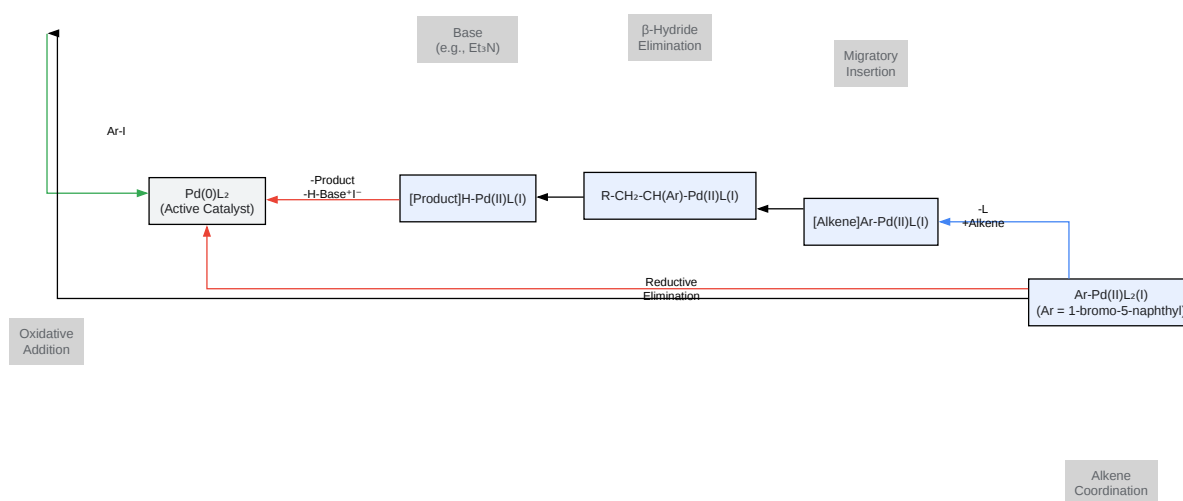 Base
(e.g., Et₃N)
β-Hydride
Elimination
Migratory
Insertion
Ar-I
Pd(0)L₂
(Active Catalyst)
-Product
-H-Base⁺I⁻
[Product]H-Pd(II)L(I)
R-CH₂-CH(Ar)-Pd(II)L(I)
[Alkene]Ar-Pd(II)L(I)
-L
+Alkene
Reductive
Elimination
Ar-Pd(II)L₂(I)
(Ar = 1-bromo-5-naphthyl)
Oxidative
Addition
Alkene
Coordination